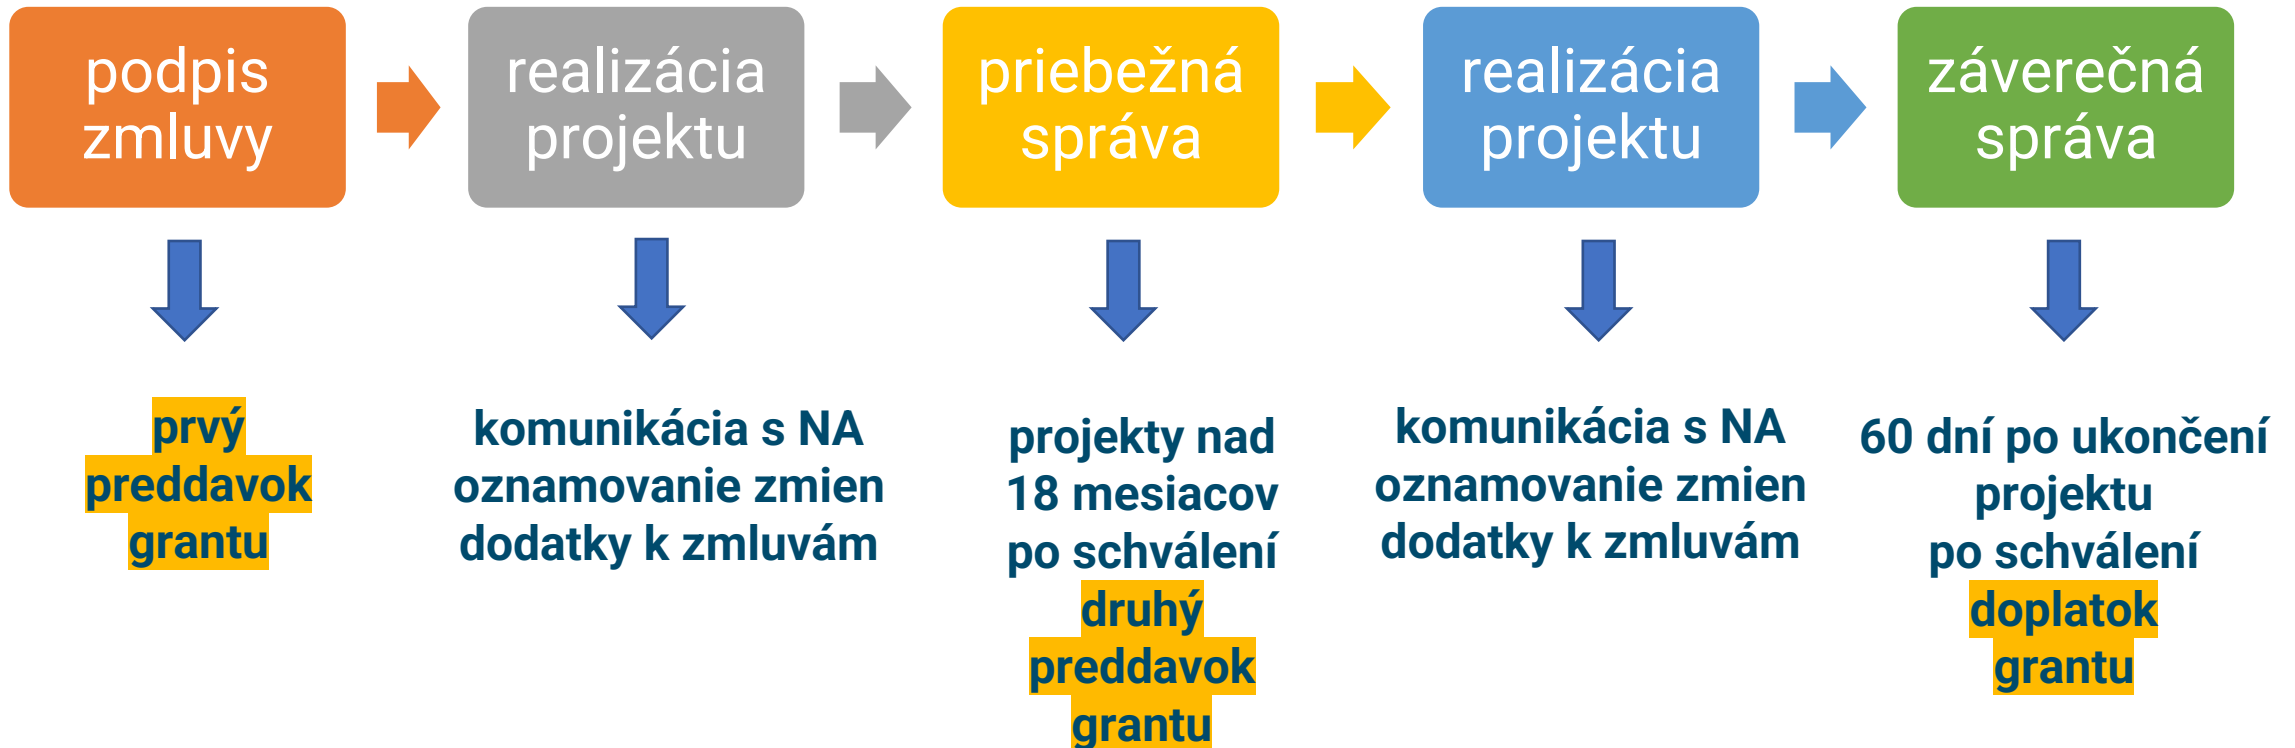 podpis
zmluvy
realizácia
projektu
priebežná
správa
realizácia
projektu
záverečná
správa
prvý
preddavok
grantu
komunikácia s NA
oznamovanie zmien
dodatky k zmluvám
projekty nad
18 mesiacov
po schválení
druhý
preddavok
grantu
komunikácia s NA
oznamovanie zmien
dodatky k zmluvám
60 dní po ukončení
projektu
po schválení
doplatok
grantu